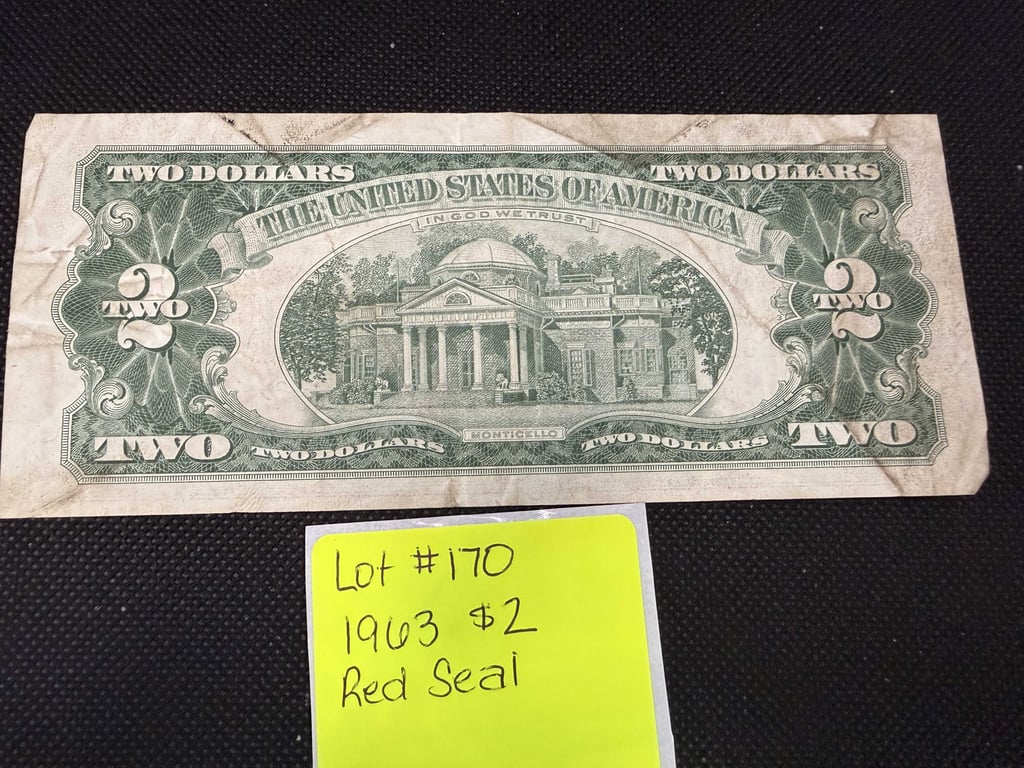 TWO DOLLARS TWO DOLLARS
THE UNITED STATES OF AMERICA
IN GOD WE TRUST
2 2
TWO TWO
MONTICELLO
TWO TWO DOLLARS TWO DOLLARS TWO
Lot #170
1963 $2
Red Seal